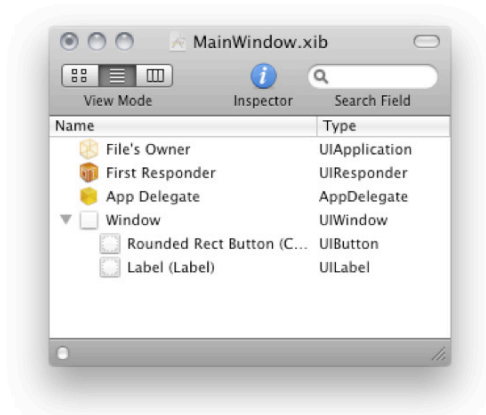 MainWindow.xib
View Mode Inspector Search Field
Name Type
File's Owner UIApplication
First Responder UIResponder
App Delegate AppDelegate
Window UIWindow
Rounded Rect Button (C... UIButton
Label (Label) UILabel